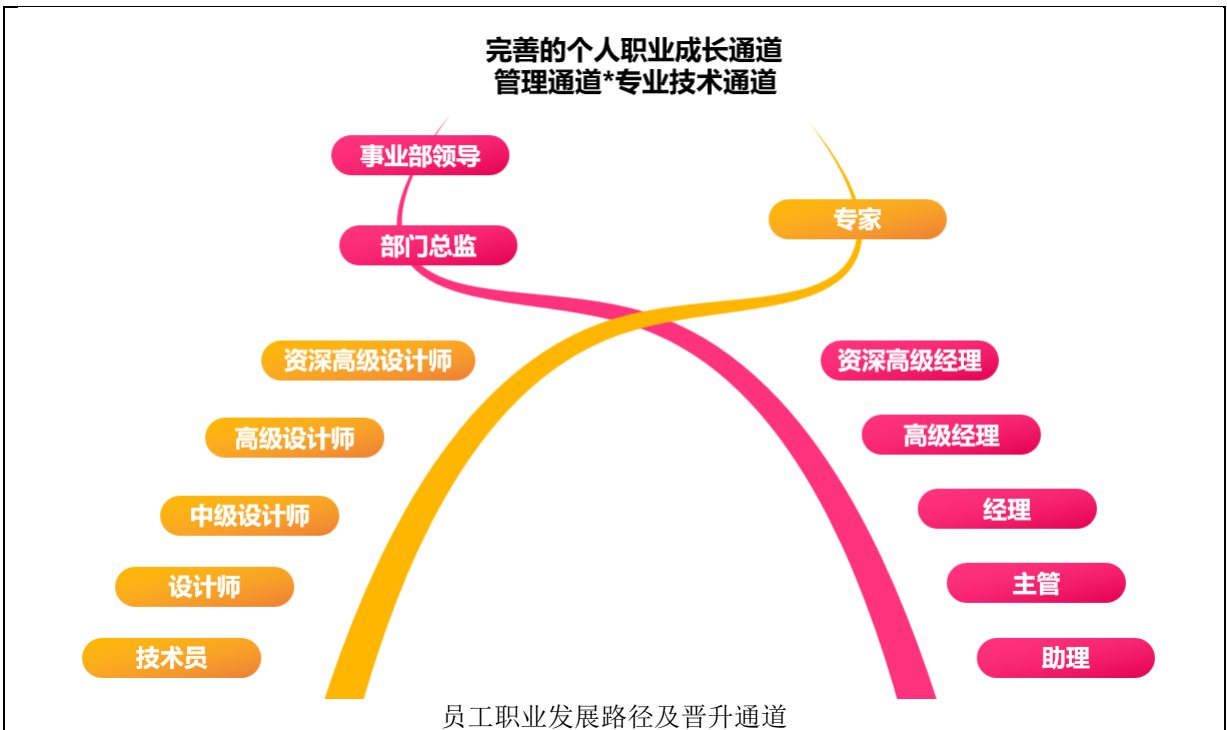 完善的个人职业成长通道
管理通道*专业技术通道
事业部领导
专家
部门总监
资深高级设计师
资深高级经理
高级设计师
高级经理
中级设计师
经理
设计师
主管
技术员
助理
员工职业发展路径及晋升通道